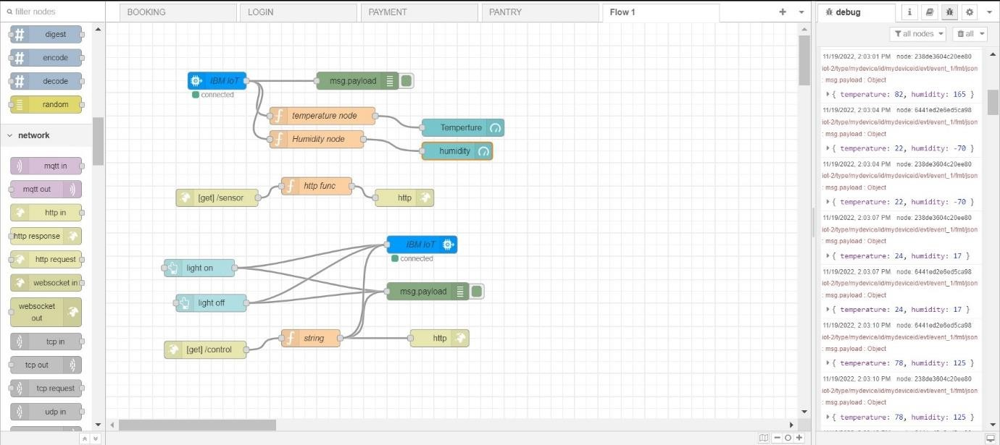 filter nodes
digest
encode
decode
random
network
mqtt in
mqtt out
http in
http response
http request
websocket in
websocket
out
tcp in
tcp out
tcp request
udp in
BOOKING
LOGIN
PAYMENT
PANTRY
Flow 1
IBM IoT
connected
msg.payload
temperature node
Temperture
Humidity node
humidity
[get] /sensor
http func
http
IBM IoT
connected
light on
msg.payload
light off
string
http
[get] /control
debug
all nodes
all
11/19/2022, 2:03:01 PM node: 238de3604c20ee80
iot-2/type/mydevice/id/mydeviceid/evt/event_1/fmt/json
: msg.payload : Object
{ temperature: 82, humidity: 165 }
11/19/2022, 2:03:04 PM node: 6441ed2e6ed5ca98
iot-2/type/mydevice/id/mydeviceid/evt/event_1/fmt/json
: msg.payload : Object
{ temperature: 22, humidity: -70 }
11/19/2022, 2:03:04 PM node: 238de3604c20ee80
iot-2/type/mydevice/id/mydeviceid/evt/event_1/fmt/json
: msg.payload : Object
{ temperature: 22, humidity: -70 }
11/19/2022, 2:03:07 PM node: 238de3604c20ee80
iot-2/type/mydevice/id/mydeviceid/evt/event_1/fmt/json
: msg.payload : Object
{ temperature: 24, humidity: 17 }
11/19/2022, 2:03:07 PM node: 6441ed2e6ed5ca98
iot-2/type/mydevice/id/mydeviceid/evt/event_1/fmt/json
: msg.payload : Object
{ temperature: 24, humidity: 17 }
11/19/2022, 2:03:10 PM node: 6441ed2e6ed5ca98
iot-2/type/mydevice/id/mydeviceid/evt/event_1/fmt/json
: msg.payload : Object
{ temperature: 78, humidity: 125 }
11/19/2022, 2:03:10 PM node: 238de3604c20ee80
iot-2/type/mydevice/id/mydeviceid/evt/event_1/fmt/json
: msg.payload : Object
{ temperature: 78, humidity: 125 }